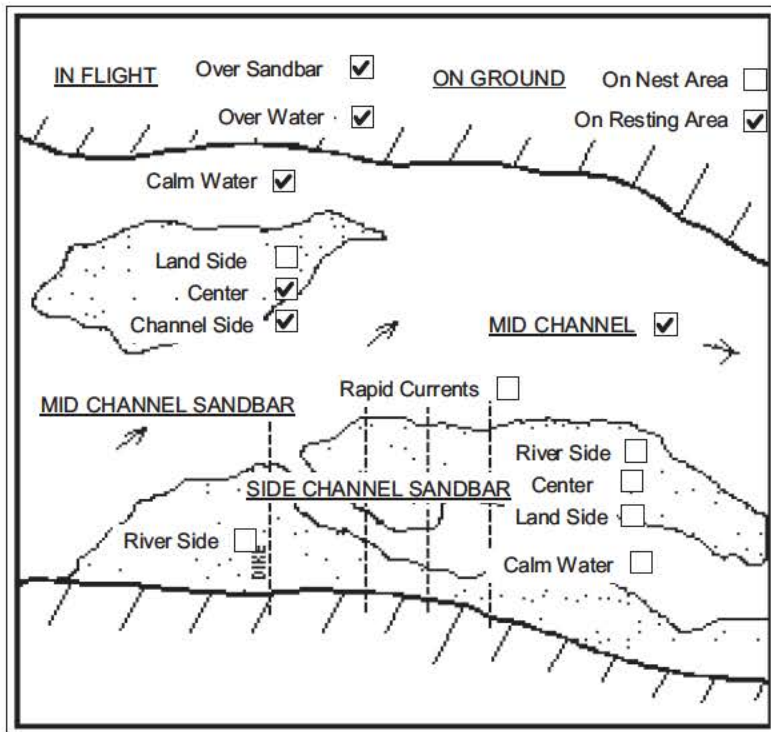 IN FLIGHT Over Sandbar ON GROUND On Nest Area
Over Water On Resting Area
Calm Water
Land Side
Center
Channel Side
MID CHANNEL
Rapid Currents
MID CHANNEL SANDBAR
River Side
SIDE CHANNEL SANDBAR Center
Land Side
River Side
DIKE
Calm Water